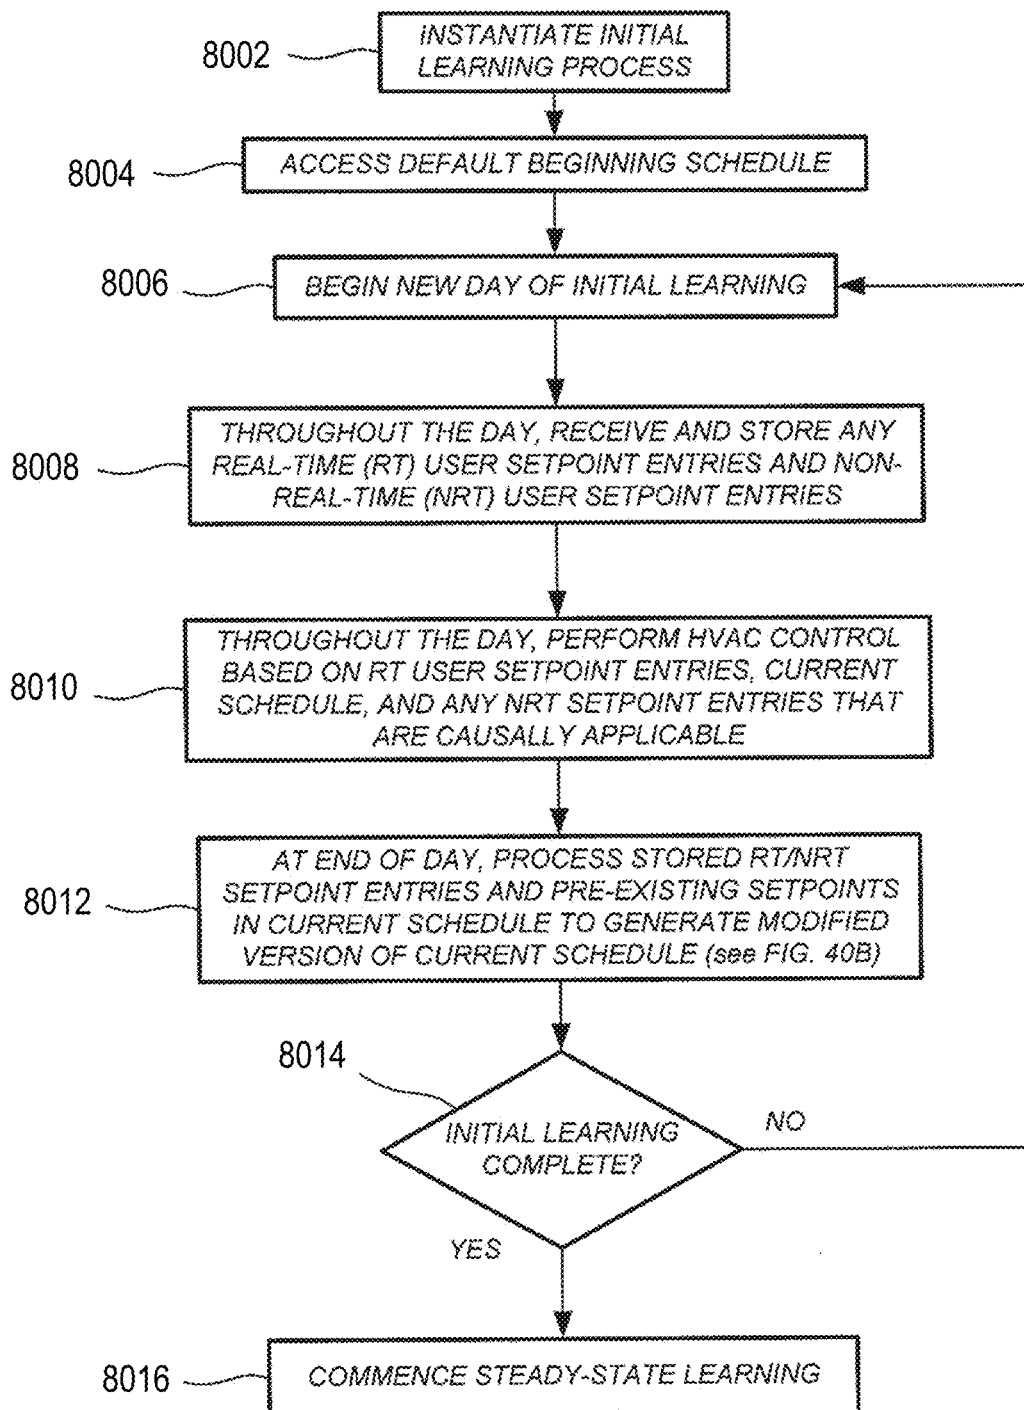 8002
INSTANTIATE INITIAL
LEARNING PROCESS
8004
ACCESS DEFAULT BEGINNING SCHEDULE
8006
BEGIN NEW DAY OF INITIAL LEARNING
8008
THROUGHOUT THE DAY, RECEIVE AND STORE ANY
REAL-TIME (RT) USER SETPOINT ENTRIES AND NON-
REAL-TIME (NRT) USER SETPOINT ENTRIES
8010
THROUGHOUT THE DAY, PERFORM HVAC CONTROL
BASED ON RT USER SETPOINT ENTRIES, CURRENT
SCHEDULE, AND ANY NRT SETPOINT ENTRIES THAT
ARE CAUSALLY APPLICABLE
8012
AT END OF DAY, PROCESS STORED RT/NRT
SETPOINT ENTRIES AND PRE-EXISTING SETPOINTS
IN CURRENT SCHEDULE TO GENERATE MODIFIED
VERSION OF CURRENT SCHEDULE (see FIG. 40B)
8014
INITIAL LEARNING
COMPLETE?
NO
YES
8016
COMMENCE STEADY-STATE LEARNING